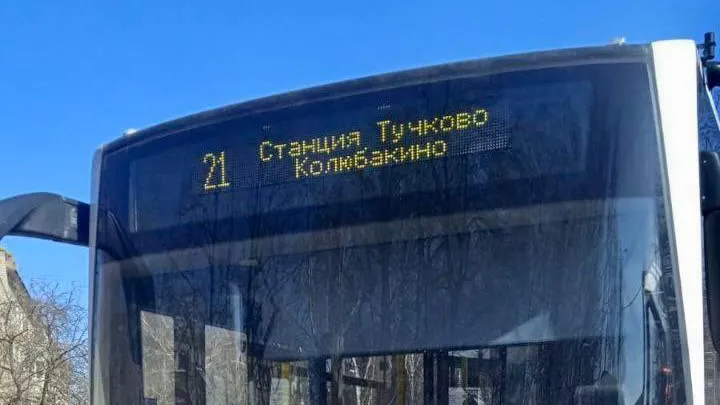 21
Станция Тучково
Колюбакино